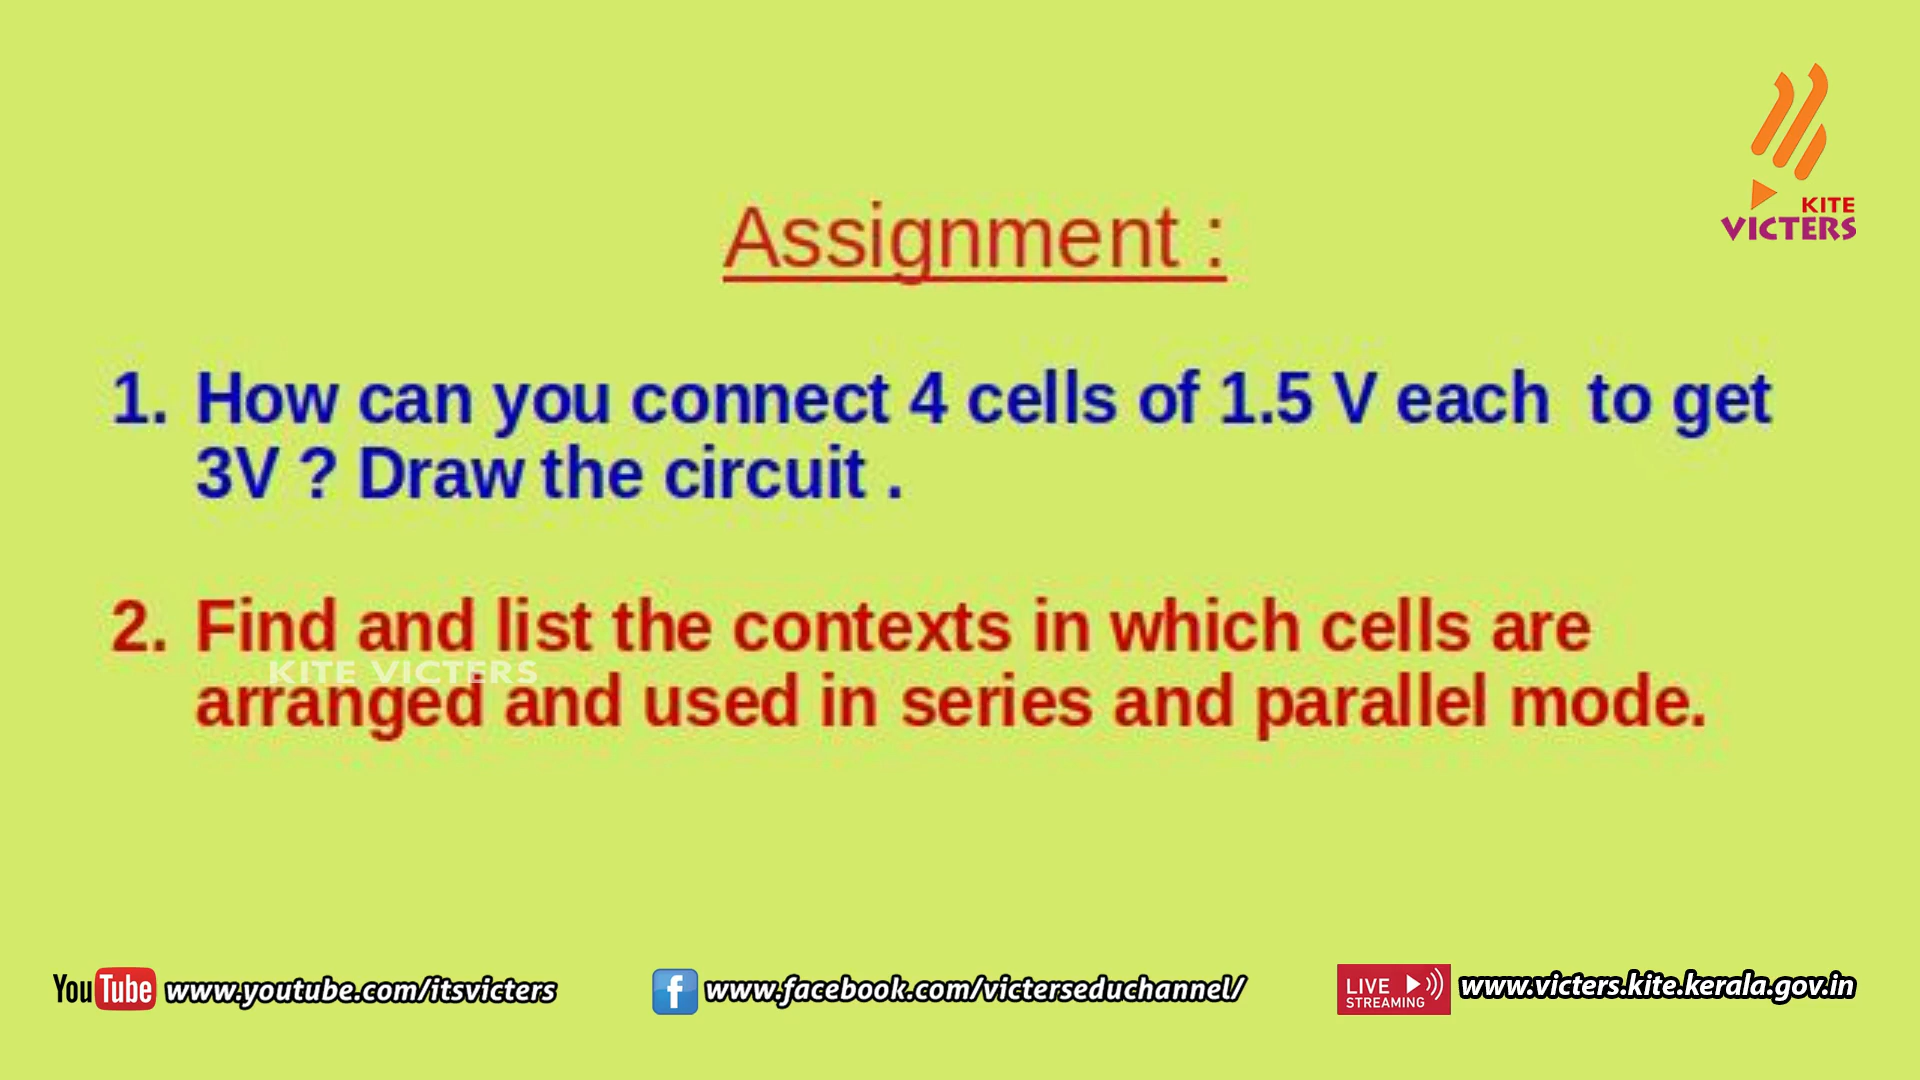 KITE
VICTERS
Assignment :
1. How can you connect 4 cells of 1.5 V each to get
3V ? Draw the circuit .
2. Find and list the contexts in which cells are
KITE VICTERS
arranged and used in series and parallel mode.
YouTube www.youtube.com/itsvicters
f www.facebook.com/victerseduchannel/
LIVE STREAMING www.victers.kite.kerala.gov.in